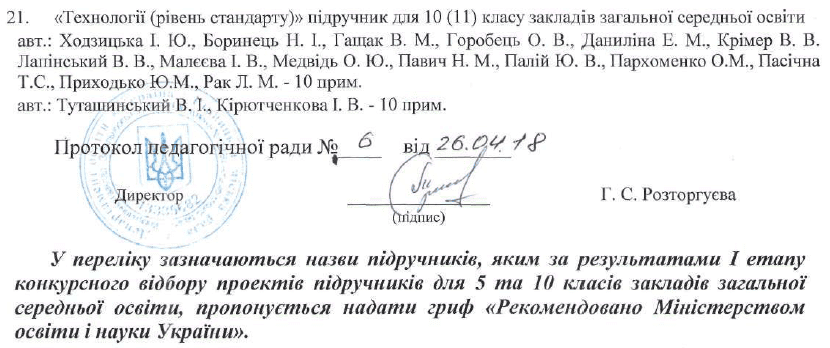 21. «Технології (рівень стандарту)» підручник для 10 (11) класу закладів загальної середньої освіти
авт.: Ходзицька І. Ю., Боринець Н. І., Гащак В. М., Горобець О. В., Даниліна Е. М., Крімер В. В.
Лапінський В. В., Малєєва І. В., Медвідь О. Ю., Павич Н. М., Палій Ю. В., Пархоменко О.М., Пасічна
Т.С., Приходько Ю.М., Рак Л. М. - 10 прим.
авт.: Туташинський В. І., Кірютченкова І. В. - 10 прим.
Протокол педагогічної ради № 6 від 26.04.18
Директор Г. С. Розторгуєва
(підпис)
У переліку зазначаються назви підручників, яким за результатами І етапу
конкурсного відбору проектів підручників для 5 та 10 класів закладів загальної
середньої освіти, пропонується надати гриф «Рекомендовано Міністерством
освіти і науки України».